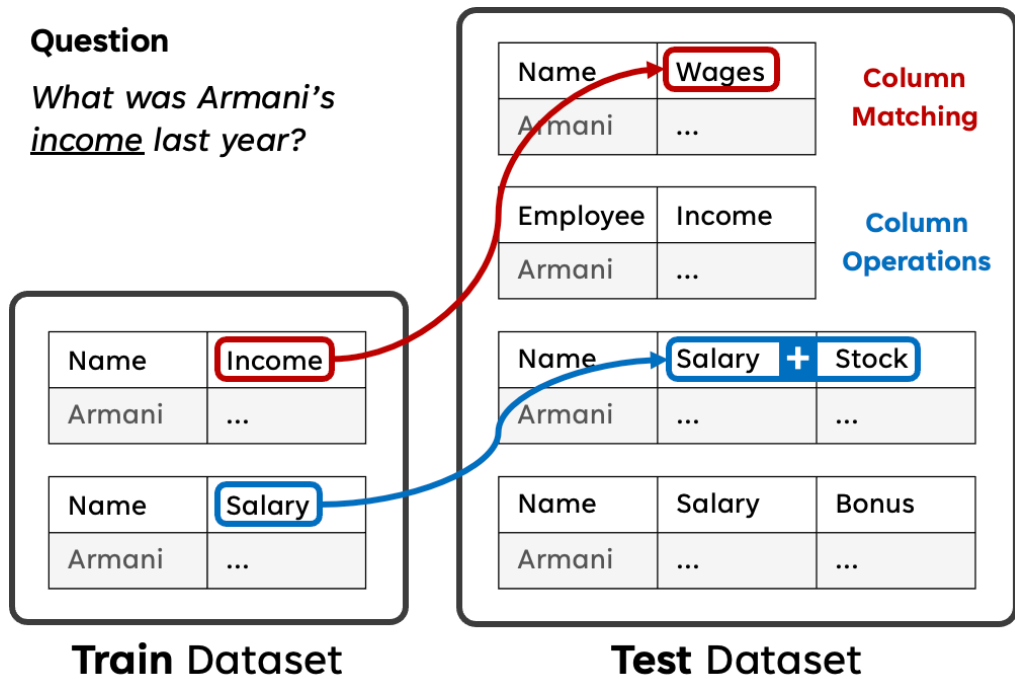 Question
What was Armani's
income last year?
Name Income
Armani ...
Name Salary
Armani ...
Train Dataset
Name Wages
Armani ...
Column
Matching
Employee Income
Armani ...
Column
Operations
Name Salary + Stock
Armani ... ...
Name Salary Bonus
Armani ... ...
Test Dataset